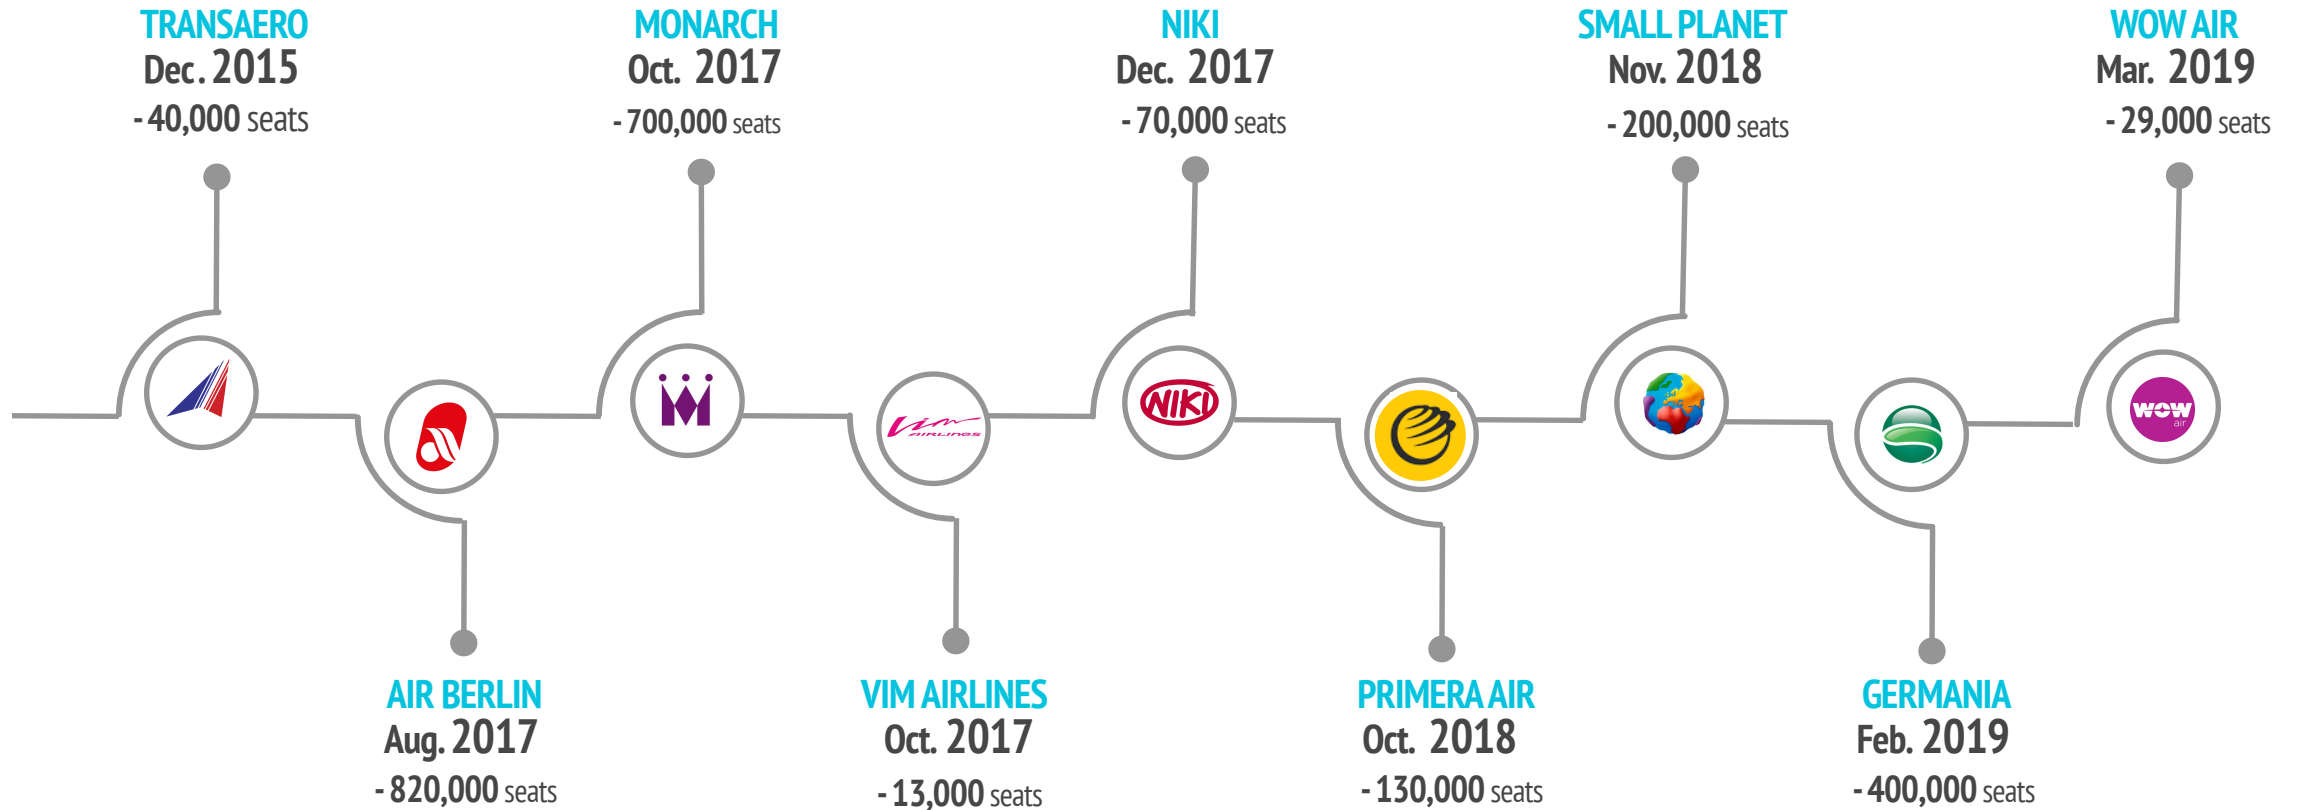 TRANSAERO
Dec. 2015
- 40,000 seats
MONARCH
Oct. 2017
- 700,000 seats
NIKI
Dec. 2017
- 70,000 seats
SMALL PLANET
Nov. 2018
- 200,000 seats
WOW AIR
Mar. 2019
- 29,000 seats
Vim
AIRLINES
NIKI
WOW
air
AIR BERLIN
Aug. 2017
- 820,000 seats
VIM AIRLINES
Oct. 2017
- 13,000 seats
PRIMERA AIR
Oct. 2018
- 130,000 seats
GERMANIA
Feb. 2019
- 400,000 seats